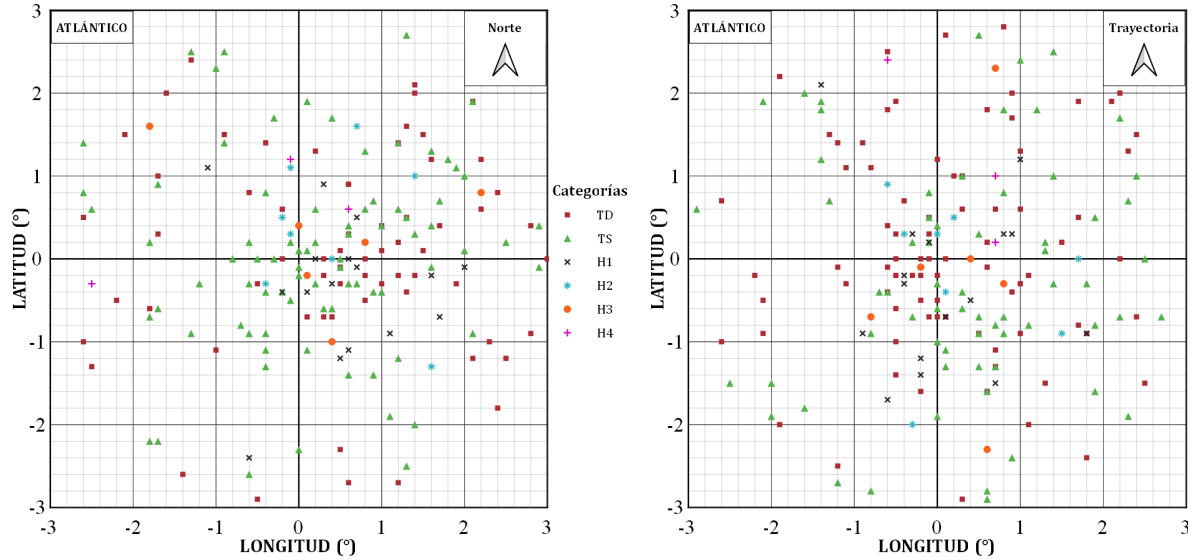 ATLÁNTICO
Norte
3
2
1
0
-1
-2
-3
-3
-2
-1
0
1
2
3
LATITUD (°)
LONGITUD (°)
Categorías
TD
TS
H1
H2
H3
H4
ATLÁNTICO
Trayectoria
3
2
1
0
-1
-2
-3
-3
-2
-1
0
1
2
3
LATITUD (°)
LONGITUD (°)